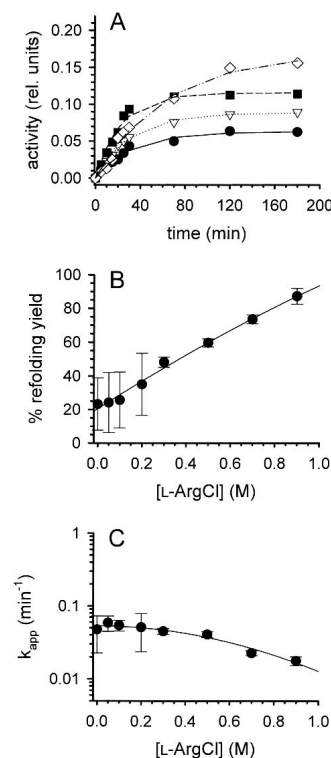 A
activity (rel. units)
0.20
0.15
0.10
0.05
0.00
0 40 80 120 160 200
time (min)
B
% refolding yield
100
80
60
40
20
0
0.0 0.2 0.4 0.6 0.8 1.0
[L-ArgCl] (M)
C
k_app (min⁻¹)
1
0.1
0.01
0.0 0.2 0.4 0.6 0.8 1.0
[L-ArgCl] (M)